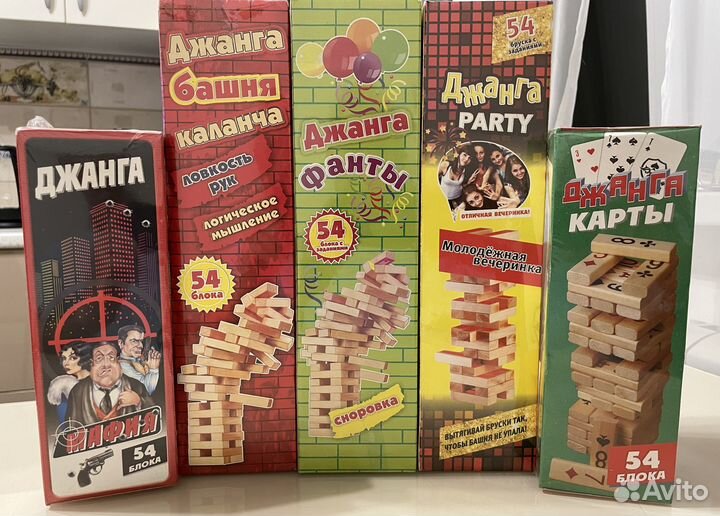 ДЖАНГА
МАФИЯ
54
БЛОКА
Джанга
башня
каланча
ловкость
рук
логическое
мышление
54
блока
Джанга
Фанты
54
блока с
заданиями
сноровка
54
бруска с
заданиями
Джанга
PARTY
ОТЛИЧНАЯ ВЕЧЕРИНКА!
Молодёжная
вечеринка
ВЫТЯГИВАЙ БРУСКИ ТАК,
ЧТОБЫ БАШНЯ НЕ УПАЛА!
ДЖАНГА
КАРТЫ
54
БЛОКА
Avito